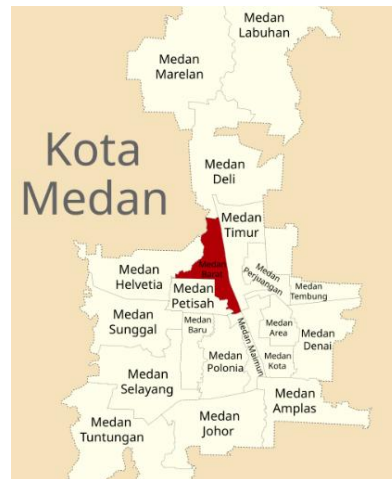 Medan
Labuhan
Medan
Marelan
Kota
Medan
Medan
Deli
Medan
Timur
Medan
Barat
Medan
Perjuangan
Medan
Helvetia
Medan
Tembung
Medan
Petisah
Medan
Sunggal
Medan
Baru
Medan Maimun
Medan
Area
Medan
Denai
Medan
Polonia
Medan
Kota
Medan
Selayang
Medan
Amplas
Medan
Tuntungan
Medan
Johor